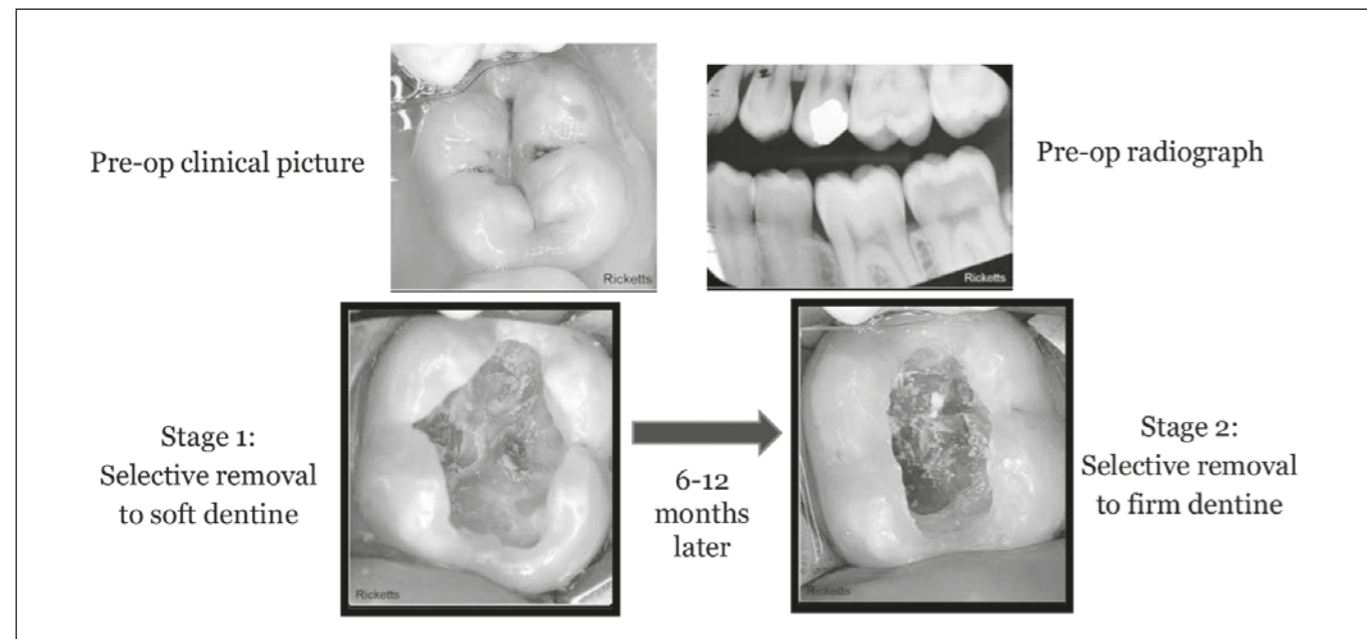 Pre-op clinical picture
Ricketts
Pre-op radiograph
Ricketts
Stage 1:
Selective removal
to soft dentine
Ricketts
6-12
months
later
Stage 2:
Selective removal
to firm dentine
Ricketts